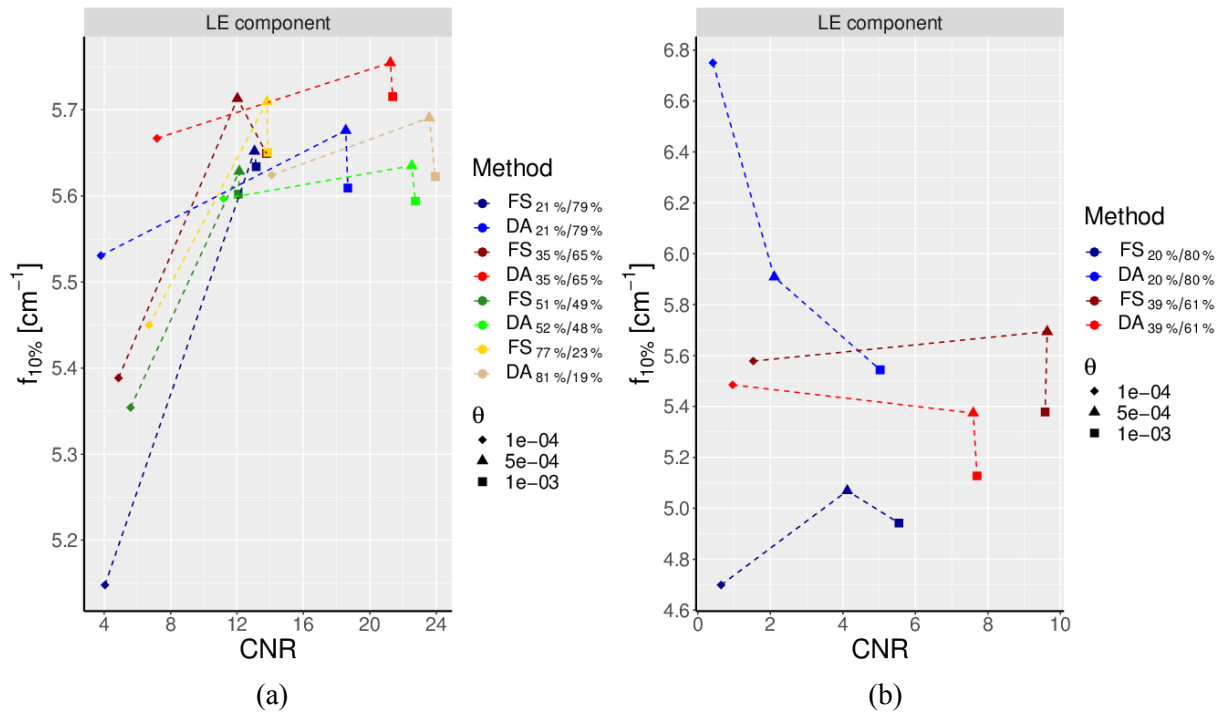 LE component
5.7
5.6
5.5
5.4
5.3
5.2
f10% [cm−1]
4 8 12 16 20 24
CNR
Method
FS 21 %/79 %
DA 21 %/79 %
FS 35 %/65 %
DA 35 %/65 %
FS 51 %/49 %
DA 52 %/48 %
FS 77 %/23 %
DA 81 %/19 %
θ
1e−04
5e−04
1e−03
(a)
LE component
6.8
6.6
6.4
6.2
6.0
5.8
5.6
5.4
5.2
5.0
4.8
4.6
f10% [cm−1]
0 2 4 6 8 10
CNR
Method
FS 20 %/80 %
DA 20 %/80 %
FS 39 %/61 %
DA 39 %/61 %
θ
1e−04
5e−04
1e−03
(b)